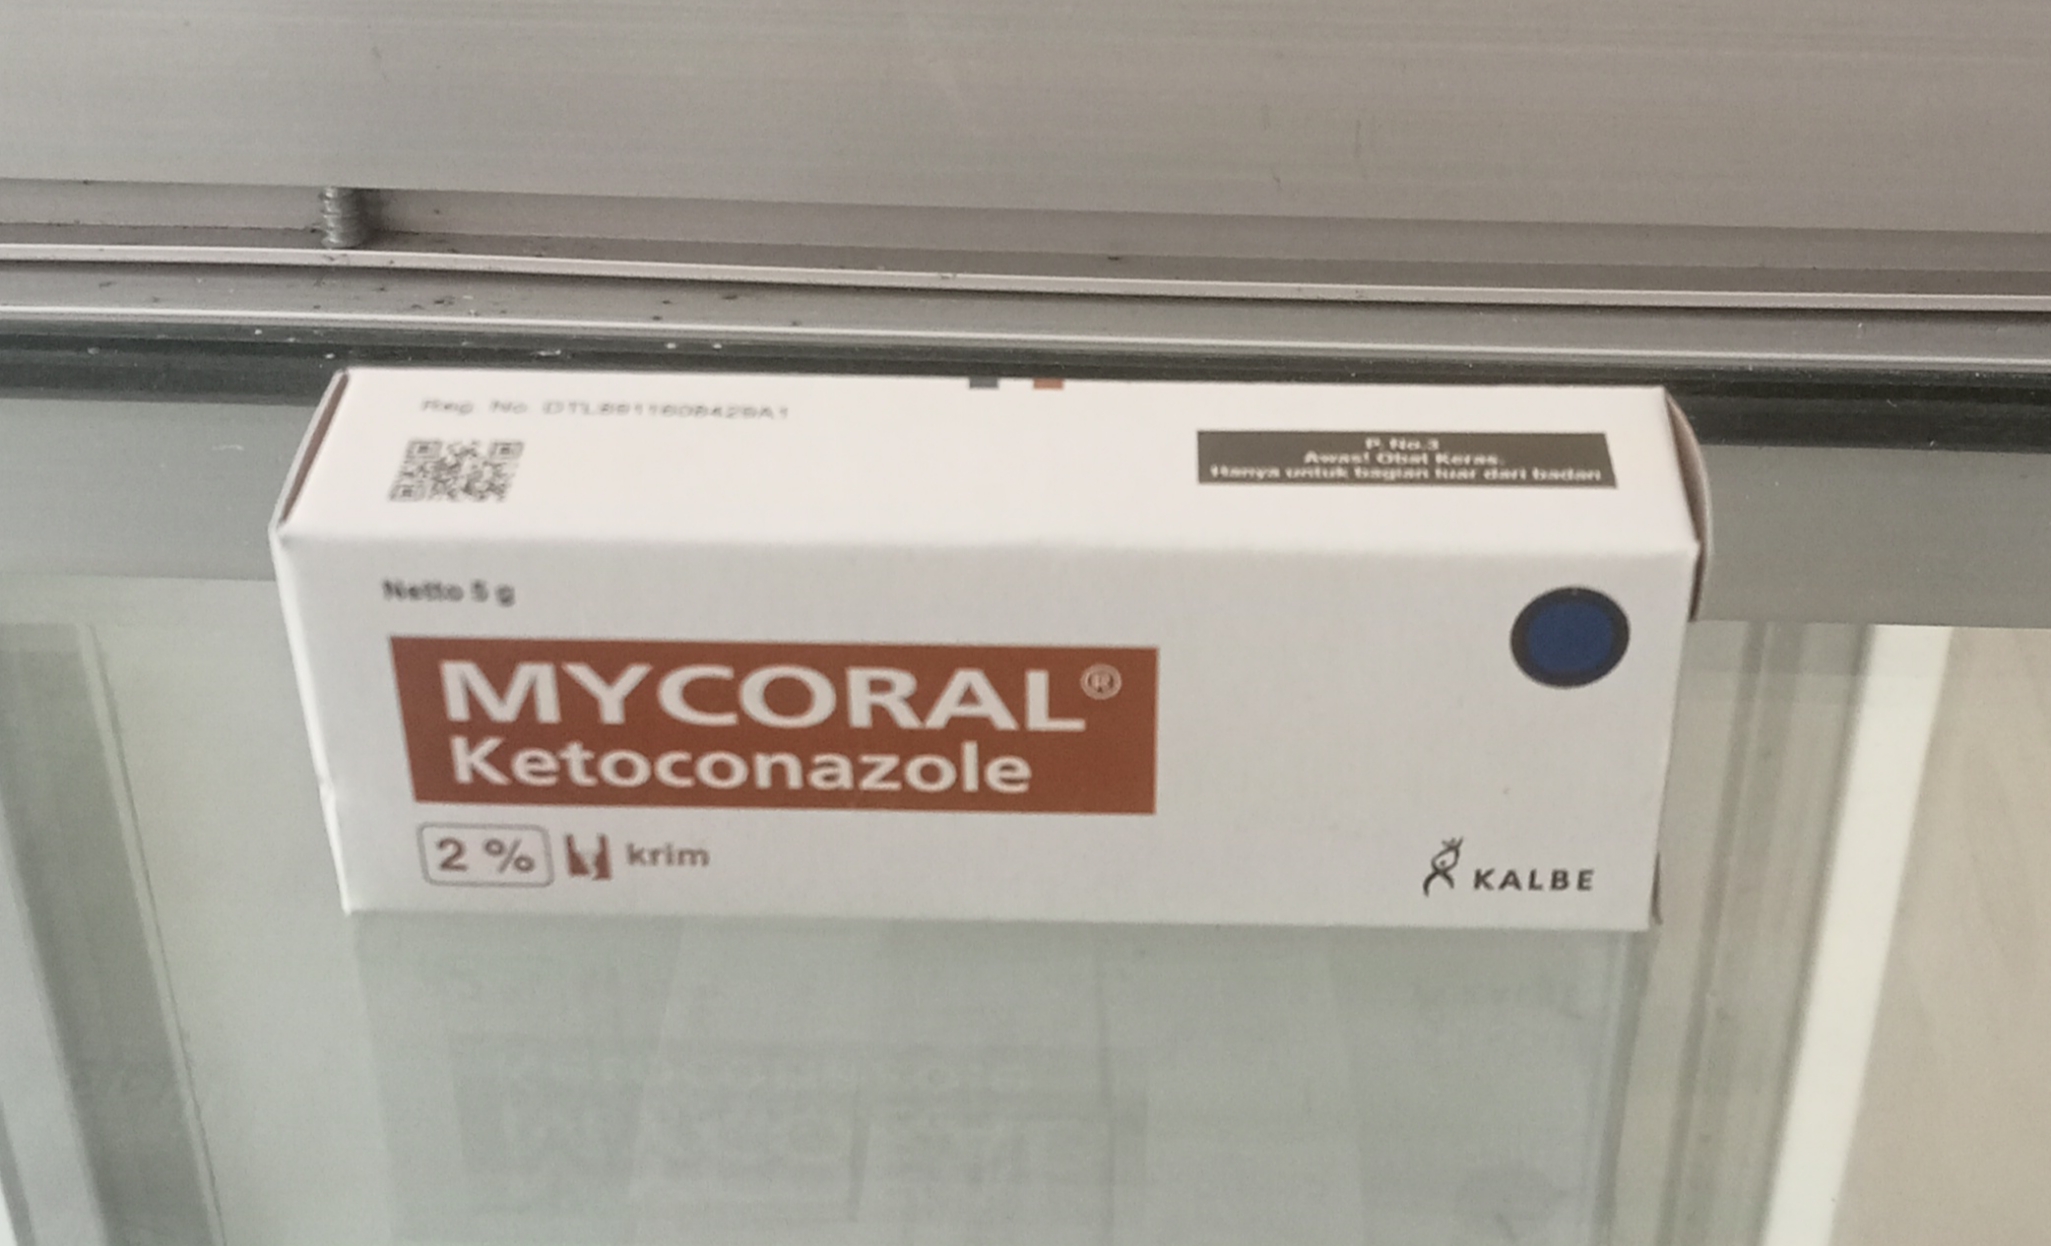 Reg. No. DTL8911608429A1
P. No.3
Awas! Obat Keras.
Hanya untuk bagian luar dari badan
Netto 5 g
MYCORAL®
Ketoconazole
2 % krim
KALBE